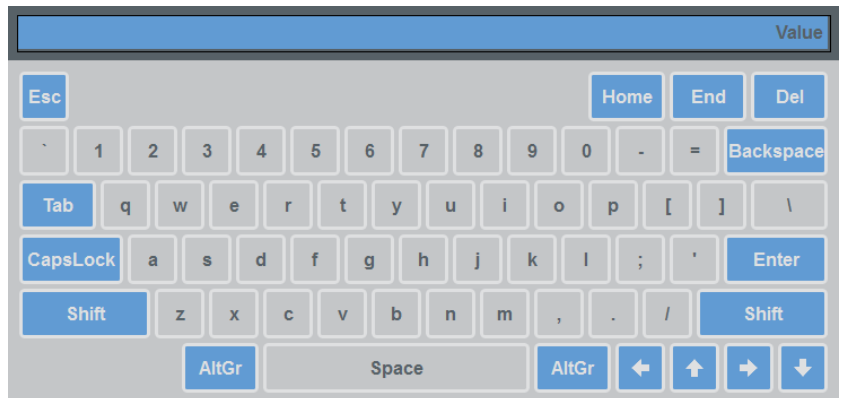 Value
Esc Home End Del
` 1 2 3 4 5 6 7 8 9 0 - = Backspace
Tab q w e r t y u i o p [ ] \
CapsLock a s d f g h j k l ; ' Enter
Shift z x c v b n m , . / Shift
AltGr Space AltGr